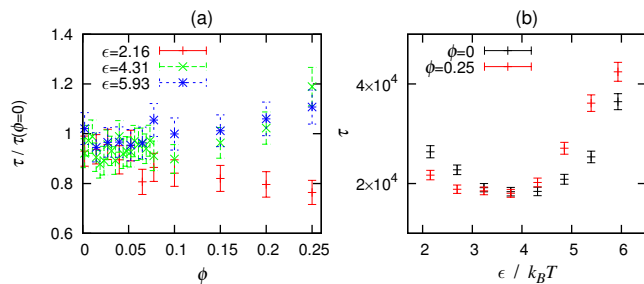 (a)
ϵ=2.16
ϵ=4.31
ϵ=5.93
τ / τ(ϕ=0)
1.4
1.2
1
0.8
0.6
0 0.05 0.1 0.15 0.2 0.25
ϕ
(b)
ϕ=0
ϕ=0.25
τ
4×10⁴
2×10⁴
2 3 4 5 6
ϵ / k_BT